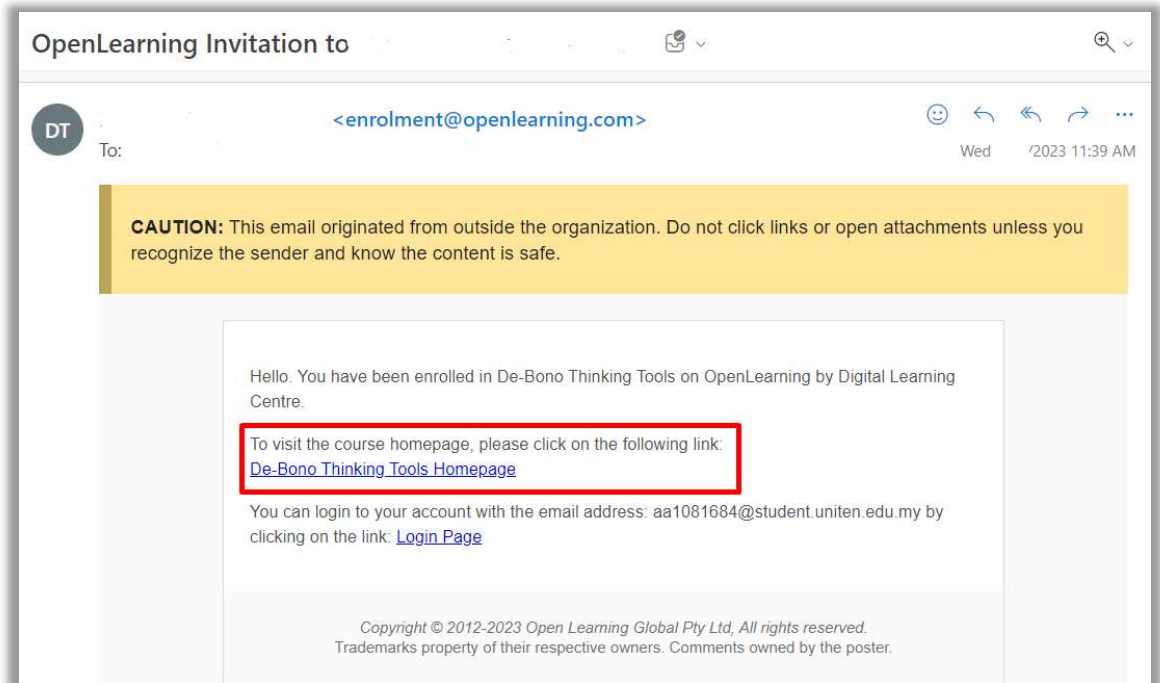 OpenLearning Invitation to
DT
<enrolment@openlearning.com>
To:
Wed /2023 11:39 AM
CAUTION: This email originated from outside the organization. Do not click links or open attachments unless you
recognize the sender and know the content is safe.
Hello. You have been enrolled in De-Bono Thinking Tools on OpenLearning by Digital Learning
Centre.
To visit the course homepage, please click on the following link:
De-Bono Thinking Tools Homepage
You can login to your account with the email address: aa1081684@student.uniten.edu.my by
clicking on the link: Login Page
Copyright © 2012-2023 Open Learning Global Pty Ltd, All rights reserved.
Trademarks property of their respective owners. Comments owned by the poster.